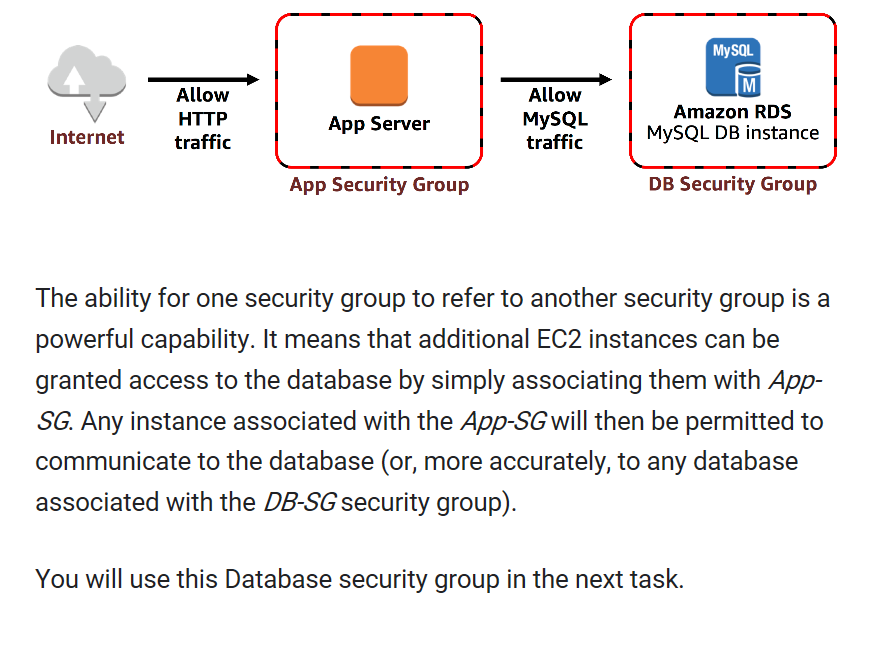 Internet
Allow
HTTP
traffic
App Server
App Security Group
Allow
MySQL
traffic
MySQL
M
Amazon RDS
MySQL DB instance
DB Security Group
The ability for one security group to refer to another security group is a
powerful capability. It means that additional EC2 instances can be
granted access to the database by simply associating them with App-
SG. Any instance associated with the App-SG will then be permitted to
communicate to the database (or, more accurately, to any database
associated with the DB-SG security group).
You will use this Database security group in the next task.